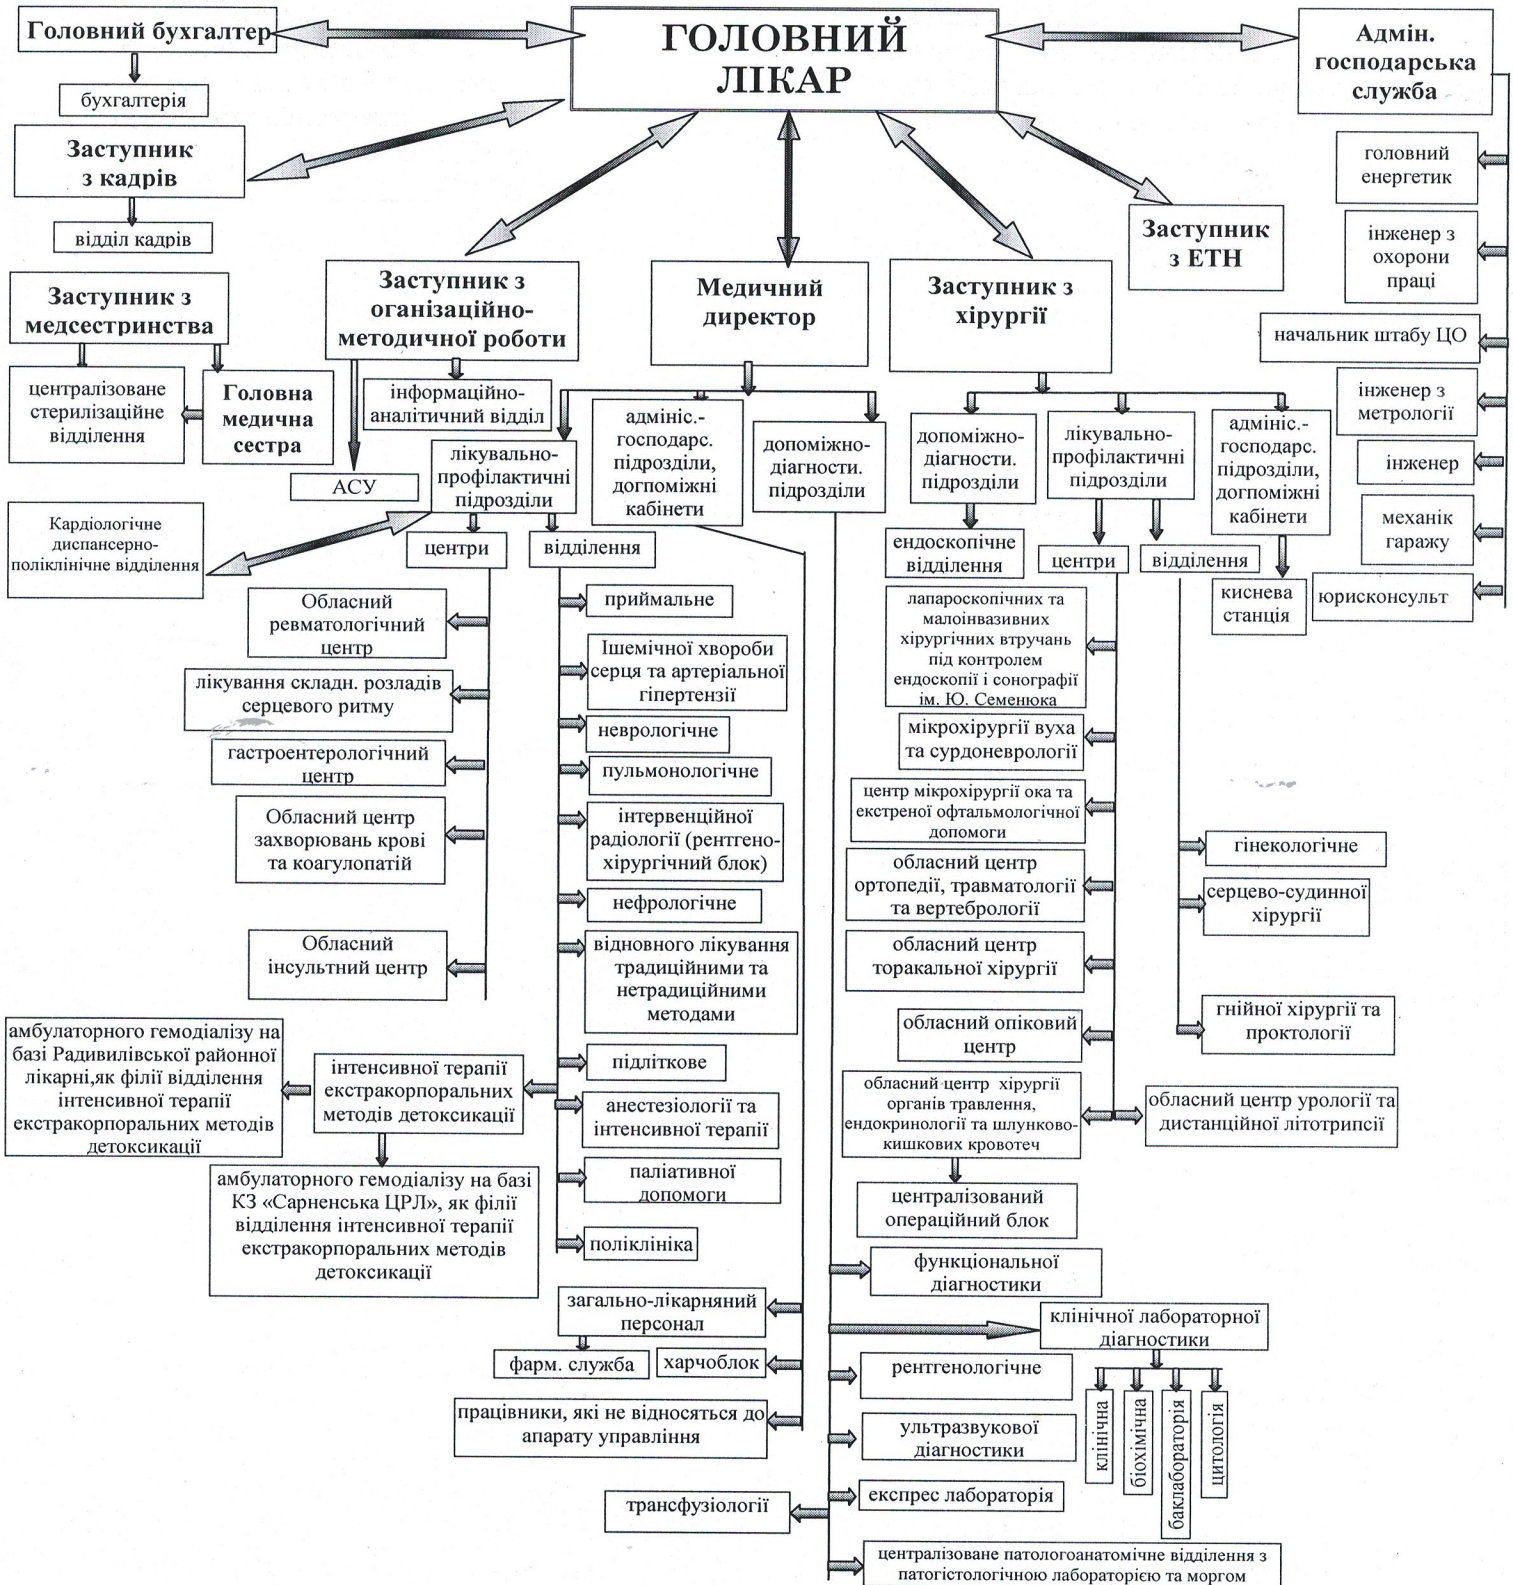 ГОЛОВНИЙ
ЛІКАР
Головний бухгалтер
бухгалтерія
Заступник
з кадрів
відділ кадрів
Заступник з
медсестринства
централізоване
стерилізаційне
відділення
Головна
медична
сестра
Заступник з
оганізаційно-
методичної роботи
АСУ
інформаційно-
аналітичний відділ
Медичний
директор
лікувально-
профілактичні
підрозділи
адмініс.-
господарс.
підрозділи,
догпоміжні
кабінети
допоміжно-
діагности.
підрозділи
Заступник з
хірургії
допоміжно-
діагности.
підрозділи
лікувально-
профілактичні
підрозділи
адмініс.-
господарс.
підрозділи,
догпоміжні
кабінети
Заступник
з ЕТН
Адмін.
господарська
служба
головний
енергетик
інженер з
охорони
праці
начальник штабу ЦО
інженер з
метрології
інженер
механік
гаражу
юрисконсульт
Кардіологічне
диспансерно-
поліклінічне відділення
центри
відділення
Обласний
ревматологічний
центр
лікування складн. розладів
серцевого ритму
гастроентерологічний
центр
Обласний центр
захворювань крові
та коагулопатій
Обласний
інсультний центр
приймальне
Ішемічної хвороби
серця та артеріальної
гіпертензії
неврологічне
пульмонологічне
інтервенційної
радіології (рентгено-
хірургічний блок)
нефрологічне
відновного лікування
традиційними та
нетрадиційними
методами
підліткове
інтенсивної терапії
екстракорпоральних
методів детоксикації
амбулаторного гемодіалізу на
базі Радивилівської районної
лікарні,як філії відділення
інтенсивної терапії
екстракорпоральних методів
детоксикації
амбулаторного гемодіалізу на базі
КЗ «Сарненська ЦРЛ», як філії
відділення інтенсивної терапії
екстракорпоральних методів
детоксикації
анестезіології та
інтенсивної терапії
паліативної
допомоги
поліклініка
загально-лікарняний
персонал
фарм. служба
харчоблок
працівники, які не відносяться до
апарату управління
ендоскопічне
відділення
центри
відділення
киснева
станція
лапароскопічних та
малоінвазивних
хірургічних втручань
під контролем
ендоскопії і сонографії
ім. Ю. Семенюка
мікрохірургії вуха
та сурдоневрології
центр мікрохірургії ока та
екстреної офтальмологічної
допомоги
обласний центр
ортопедії, травматології
та вертебрології
обласний центр
торакальної хірургії
обласний опіковий
центр
обласний центр хірургії
органів травлення,
ендокринології та шлунково-
кишкових кровотеч
централізований
операційний блок
обласний центр урології та
дистанційної літотрипсії
гінекологічне
серцево-судинної
хірургії
гнійної хірургії та
проктології
функціональної
діагностики
клінічної лабораторної
діагностики
клінічна
біохімічна
баклабораторія
цитологія
рентгенологічне
ультразвукової
діагностики
експрес лабораторія
трансфузіології
централізоване патологоанатомічне відділення з
патогістологічною лабораторією та моргом